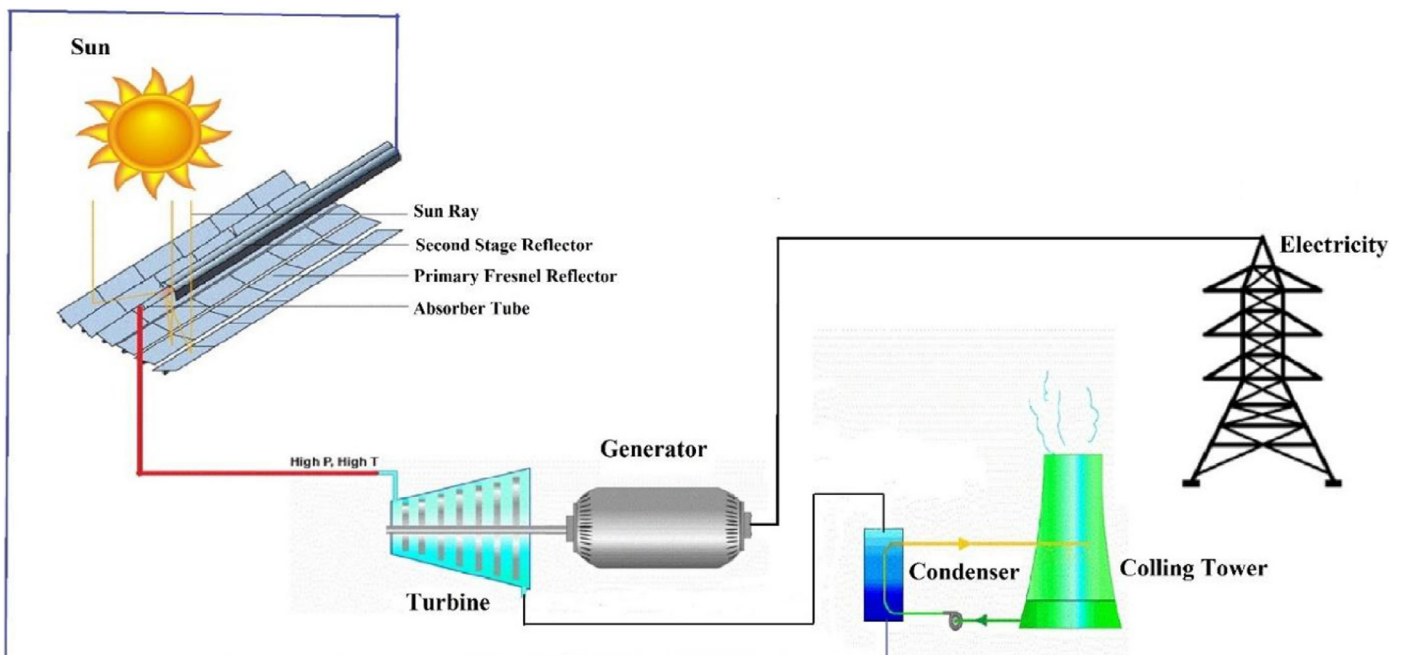 Sun
Sun Ray
Second Stage Reflector
Primary Fresnel Reflector
Absorber Tube
Electricity
High P, High T
Generator
Turbine
Condenser
Colling Tower